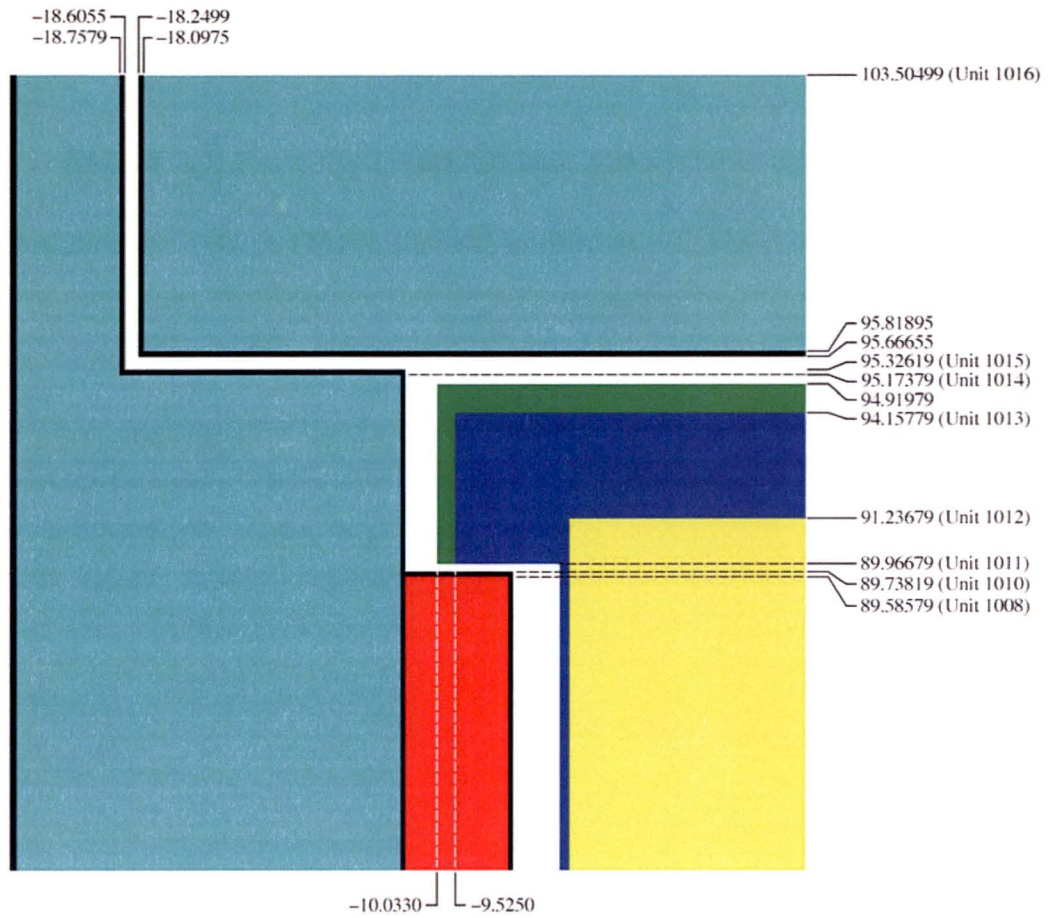 −18.6055 −18.2499
−18.7579 −18.0975
103.50499 (Unit 1016)
95.81895
95.66655
95.32619 (Unit 1015)
95.17379 (Unit 1014)
94.91979
94.15779 (Unit 1013)
91.23679 (Unit 1012)
89.96679 (Unit 1011)
89.73819 (Unit 1010)
89.58579 (Unit 1008)
−10.0330 −9.5250